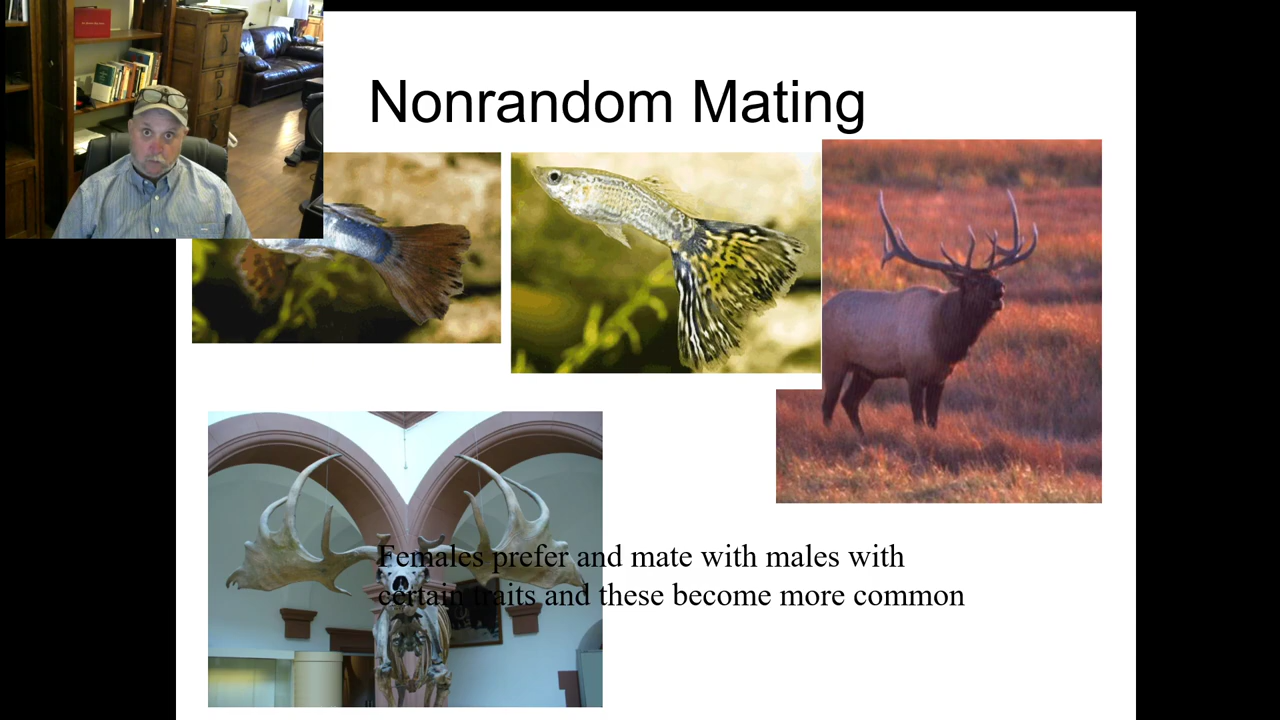 Nonrandom Mating
Females prefer and mate with males with
certain traits and these become more common